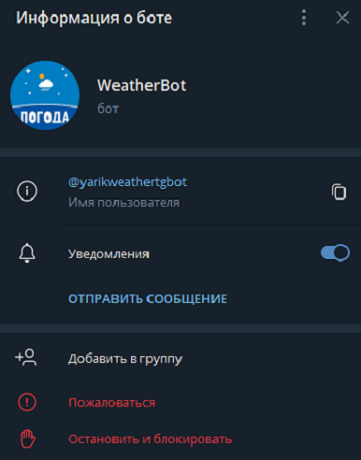 Информация о боте
ПОГОДА
WeatherBot
бот
@yarikweathertgbot
Имя пользователя
Уведомления
ОТПРАВИТЬ СООБЩЕНИЕ
Добавить в группу
Пожаловаться
Остановить и блокировать